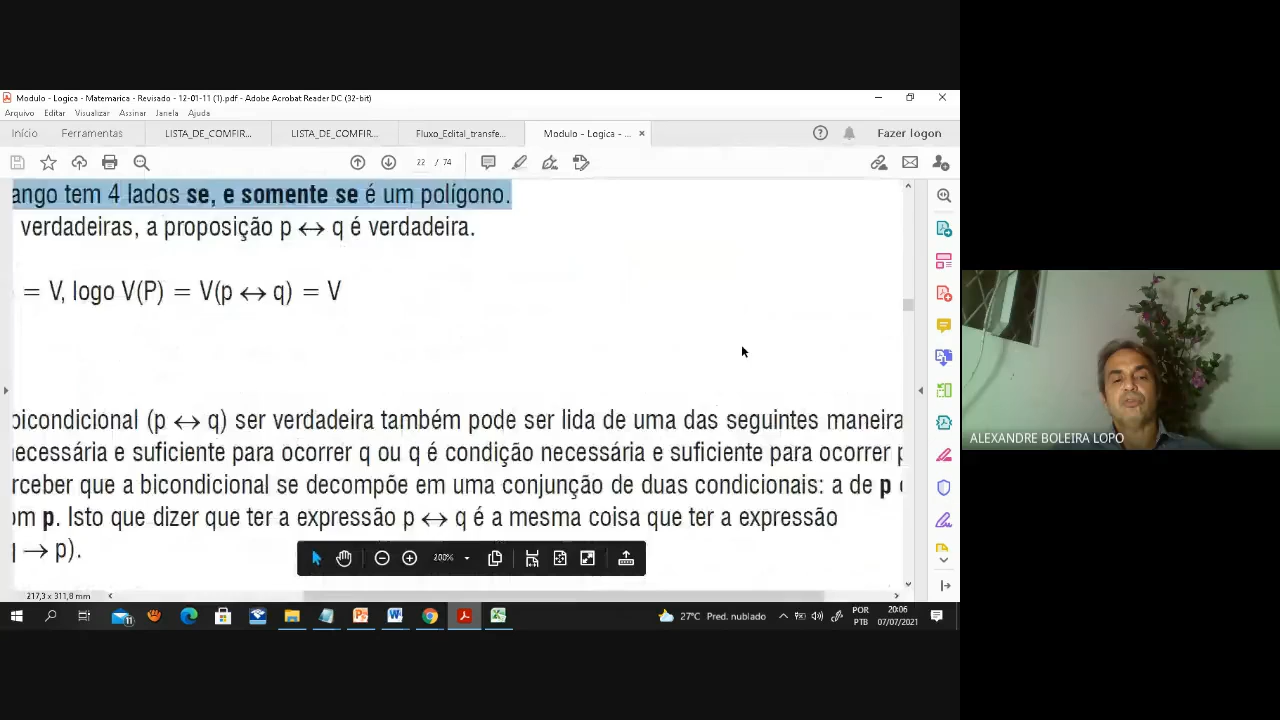 Modulo - Logica - Matemarica - Revisado - 12-01-11 (1).pdf - Adobe Acrobat Reader DC (32-bit)
Arquivo Editar Visualizar Assinar Janela Ajuda
Início Ferramentas LISTA_DE_COMFIR... LISTA_DE_COMFIR... Fluxo_Edital_transfe... Modulo - Logica - ... × Fazer logon
22 / 74
ango tem 4 lados se, e somente se é um polígono.
verdadeiras, a proposição p ↔ q é verdadeira.
= V, logo V(P) = V(p ↔ q) = V
bicondicional (p ↔ q) ser verdadeira também pode ser lida de uma das seguintes maneira
ecessária e suficiente para ocorrer q ou q é condição necessária e suficiente para ocorrer p
rceber que a bicondicional se decompõe em uma conjunção de duas condicionais: a de p
om p. Isto que dizer que ter a expressão p ↔ q é a mesma coisa que ter a expressão
→ p).
200%
217,3 x 311,8 mm
11
27°C Pred. nublado
POR
PTB
20:06
07/07/2021
ALEXANDRE BOLEIRA LOPO